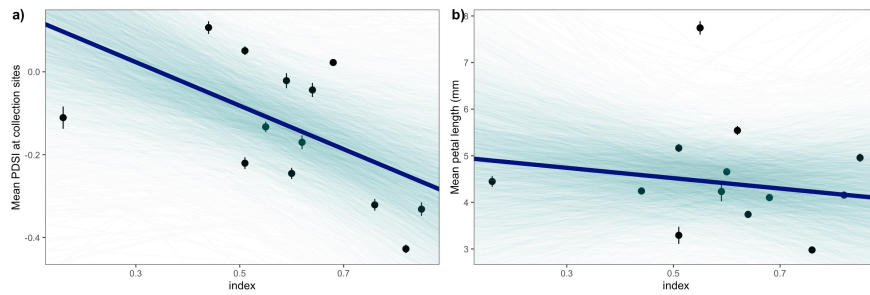 a)
Mean PDSI at collection sites
0.0
-0.2
-0.4
0.3
0.5
0.7
index
b)
Mean petal length (mm
8
7
6
5
4
3
0.3
0.5
0.7
index